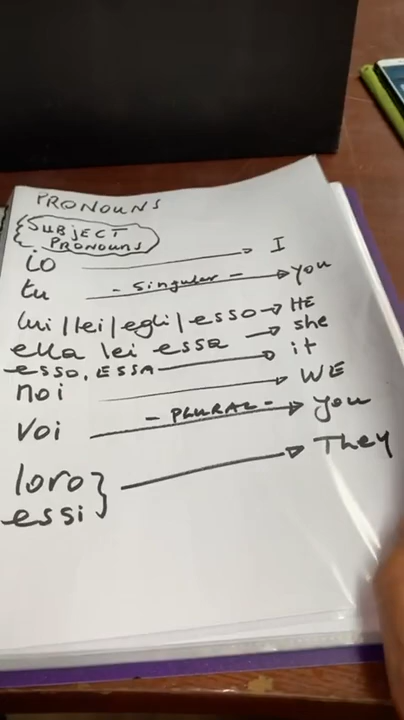 PRONOUNS
SUBJECT
PRONOUNS
io → I
tu - Singular - → you
lui/lei/egli/esso → HE
ella lei essa → she
esso, ESSA → it
noi → WE
voi - PLURAL - → you
loro } → They
essi